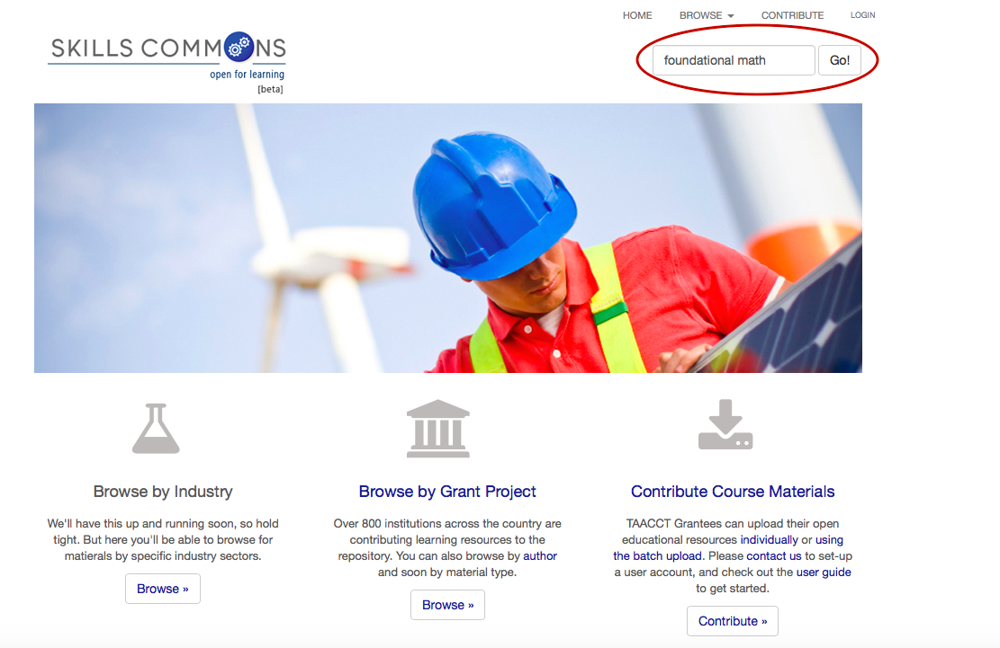 HOME BROWSE CONTRIBUTE LOGIN
SKILLS COMMONS
open for learning
[beta]
foundational math Go!
Browse by Industry
We'll have this up and running soon, so hold
tight. But here you'll be able to browse for
matierals by specific industry sectors.
Browse »
Browse by Grant Project
Over 800 institutions across the country are
contributing learning resources to the
repository. You can also browse by author
and soon by material type.
Browse »
Contribute Course Materials
TAACCT Grantees can upload their open
educational resources individually or using
the batch upload. Please contact us to set-up
a user account, and check out the user guide
to get started.
Contribute »